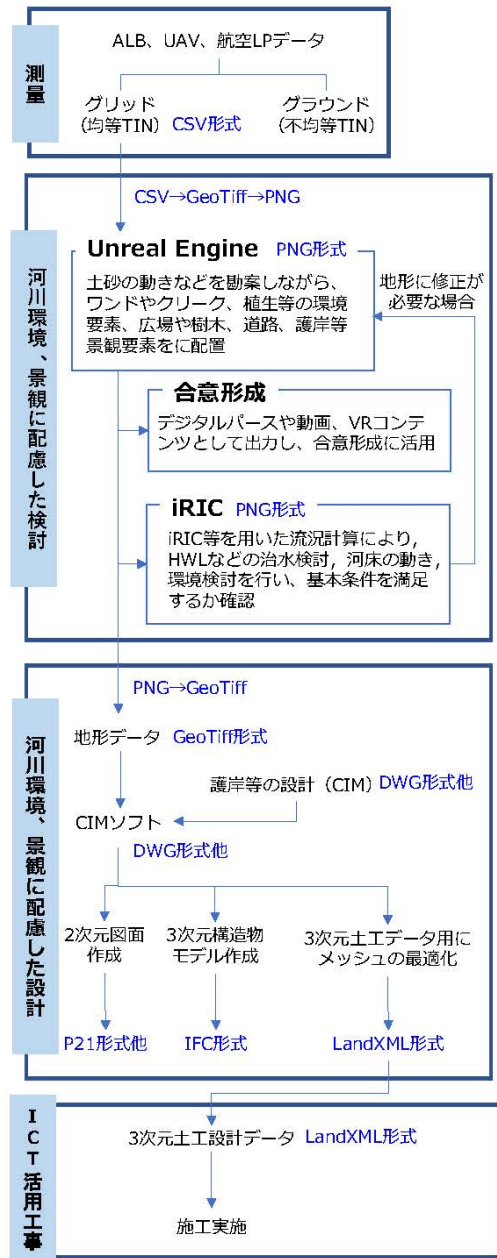 測量
ALB、UAV、航空LPデータ
グリッド
(均等TIN)
CSV形式
グラウンド
(不均等TIN)
河川環境、景観に配慮した検討
CSV→GeoTiff→PNG
Unreal Engine PNG形式
土砂の動きなどを勘案しながら、
ワンドやクリーク、植生等の環境
要素、広場や樹木、道路、護岸等
景観要素をに配置
地形に修正が
必要な場合
合意形成
デジタルパースや動画、VRコンテ
ンツとして出力し、合意形成に活用
iRIC PNG形式
iRIC等を用いた流況計算により,
HWLなどの治水検討, 河床の動き,
環境検討を行い、基本条件を満足
するか確認
河川環境、景観に配慮した設計
PNG→GeoTiff
地形データ GeoTiff形式
護岸等の設計(CIM) DWG形式他
CIMソフト
DWG形式他
2次元図面
作成
3次元構造物
モデル作成
3次元土工データ用に
メッシュの最適化
P21形式他
IFC形式
LandXML形式
ICT活用工事
3次元土工設計データ LandXML形式
施工実施